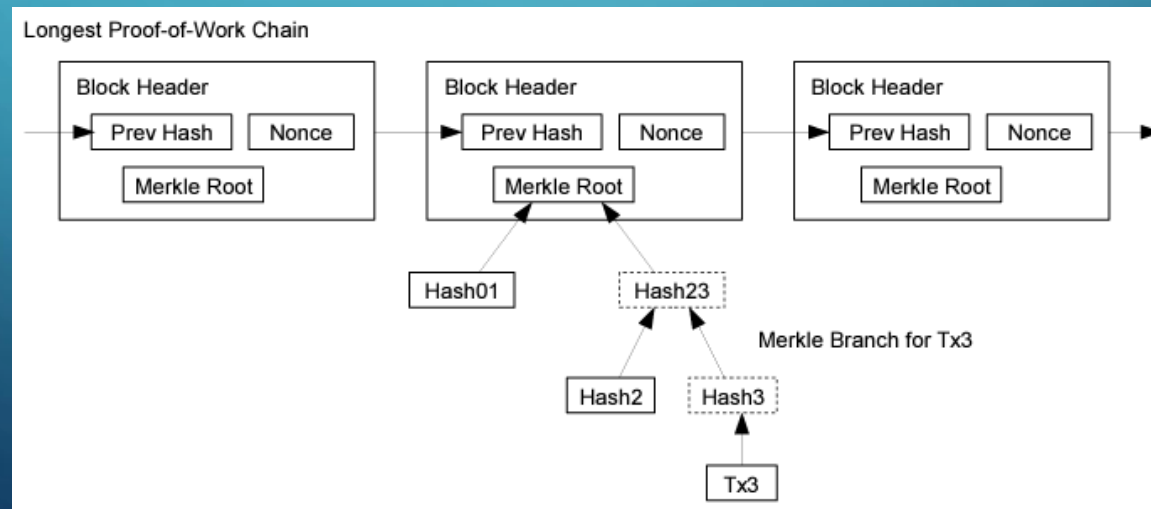 Longest Proof-of-Work Chain
Block Header
Block Header
Block Header
Prev Hash
Nonce
Prev Hash
Nonce
Prev Hash
Nonce
Merkle Root
Merkle Root
Merkle Root
Hash01
Hash23
Merkle Branch for Tx3
Hash2
Hash3
Tx3